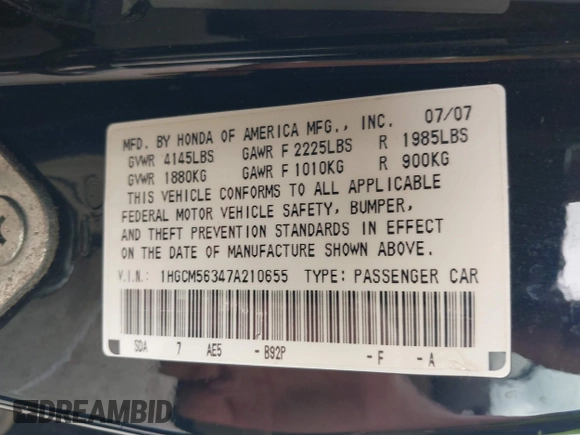 MFD. BY HONDA OF AMERICA MFG., INC. 07/07
GVWR 4145LBS GAWR F 2225LBS R 1985LBS
GVWR 1880KG GAWR F 1010KG R 900KG
THIS VEHICLE CONFORMS TO ALL APPLICABLE
FEDERAL MOTOR VEHICLE SAFETY, BUMPER,
AND THEFT PREVENTION STANDARDS IN EFFECT
ON THE DATE OF MANUFACTURE SHOWN ABOVE.
V.I.N.: 1HGCM56347A210655 TYPE: PASSENGER CAR
SDA 7 AE5 - B92P - F - A
DREAMBID